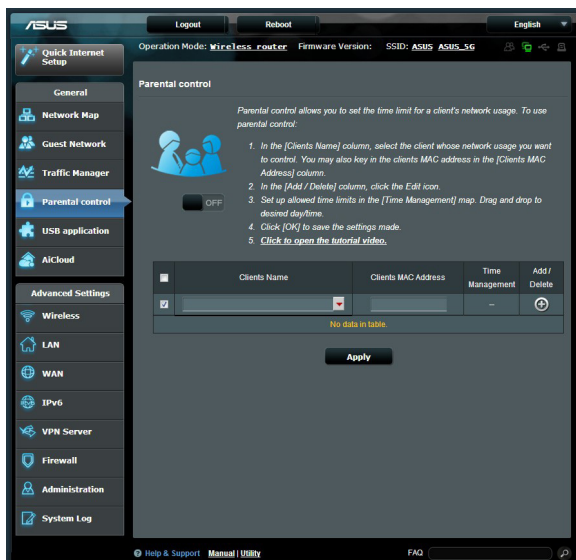 ASUS
Logout
Reboot
English
Quick Internet
Setup
Operation Mode: Wireless router Firmware Version: SSID: ASUS ASUS_5G
General
Network Map
Guest Network
Traffic Manager
Parental control
USB application
AiCloud
Advanced Settings
Wireless
LAN
WAN
IPv6
VPN Server
Firewall
Administration
System Log
Parental control
Parental control allows you to set the time limit for a client's network usage. To use
parental control:
1. In the [Clients Name] column, select the client whose network usage you want
to control. You may also key in the clients MAC address in the [Clients MAC
Address] column.
2. In the [Add / Delete] column, click the Edit icon.
3. Set up allowed time limits in the [Time Management] map. Drag and drop to
desired day/time.
4. Click [OK] to save the settings made.
5. Click to open the tutorial video.
OFF
Clients Name
Clients MAC Address
Time
Management
Add /
Delete
--
No data in table.
Apply
Help & Support Manual | Utility
FAQ